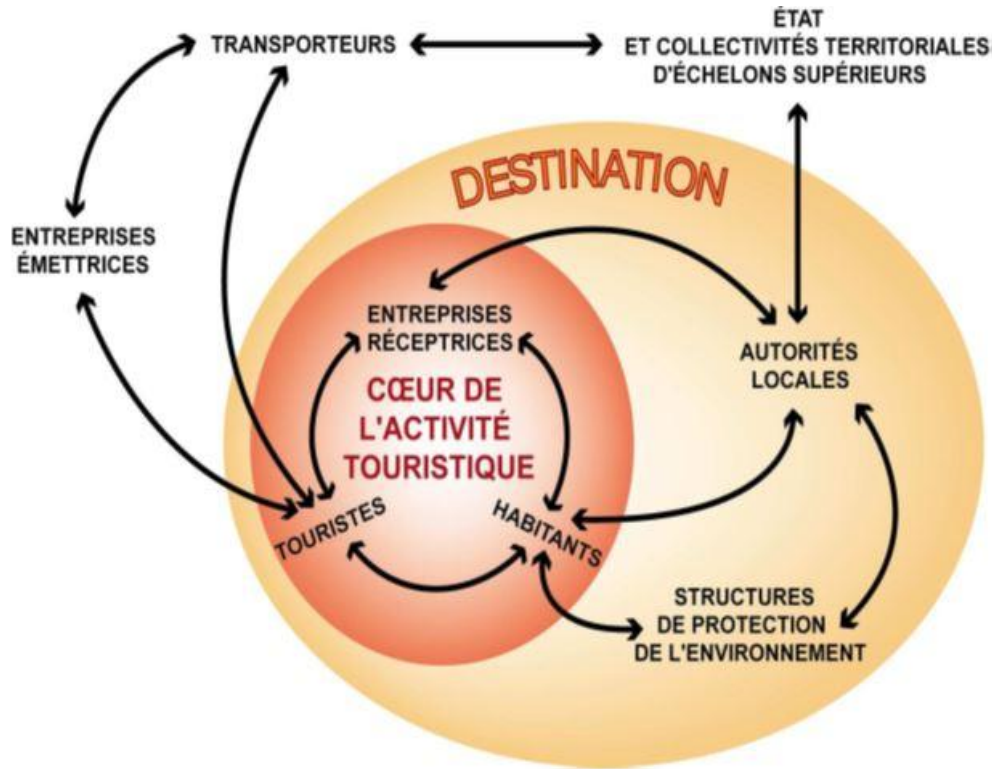 TRANSPORTEURS
ÉTAT
ET COLLECTIVITÉS TERRITORIALES
D'ÉCHELONS SUPÉRIEURS
DESTINATION
ENTREPRISES
ÉMETTRICES
ENTREPRISES
RÉCEPTRICES
AUTORITÉS
LOCALES
CŒUR DE
L'ACTIVITÉ
TOURISTIQUE
TOURISTES
HABITANTS
STRUCTURES
DE PROTECTION
DE L'ENVIRONNEMENT